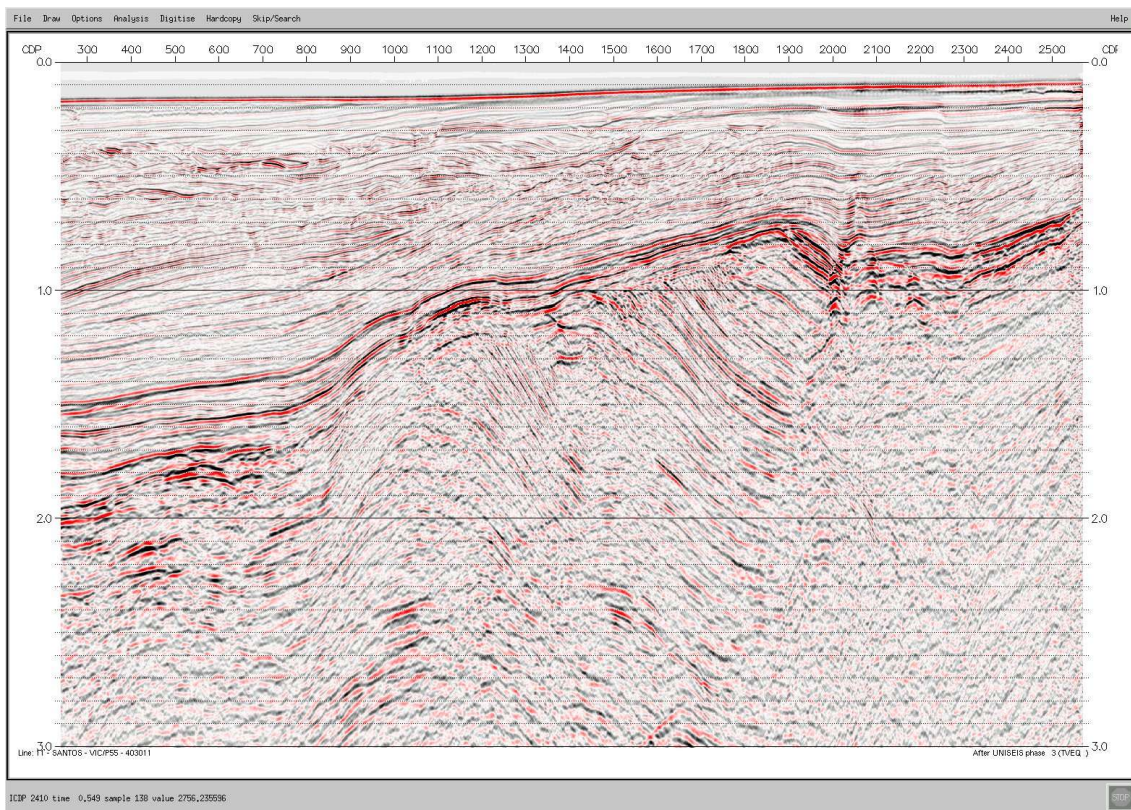 File Draw Options Analysis Digitise Hardcopy Skip/Search Help
CDP 300 400 500 600 700 800 900 1000 1100 1200 1300 1400 1500 1600 1700 1800 1900 2000 2100 2200 2300 2400 2500 CDP
0.0 0.0
1.0 1.0
2.0 2.0
3.0 3.0
Line: - SANTOS - VIC/P55 - 403011 After UNISEIS phase 3 (TVEQ )
ICDP 2410 time 0.549 sample 138 value 2756.235596 STOP